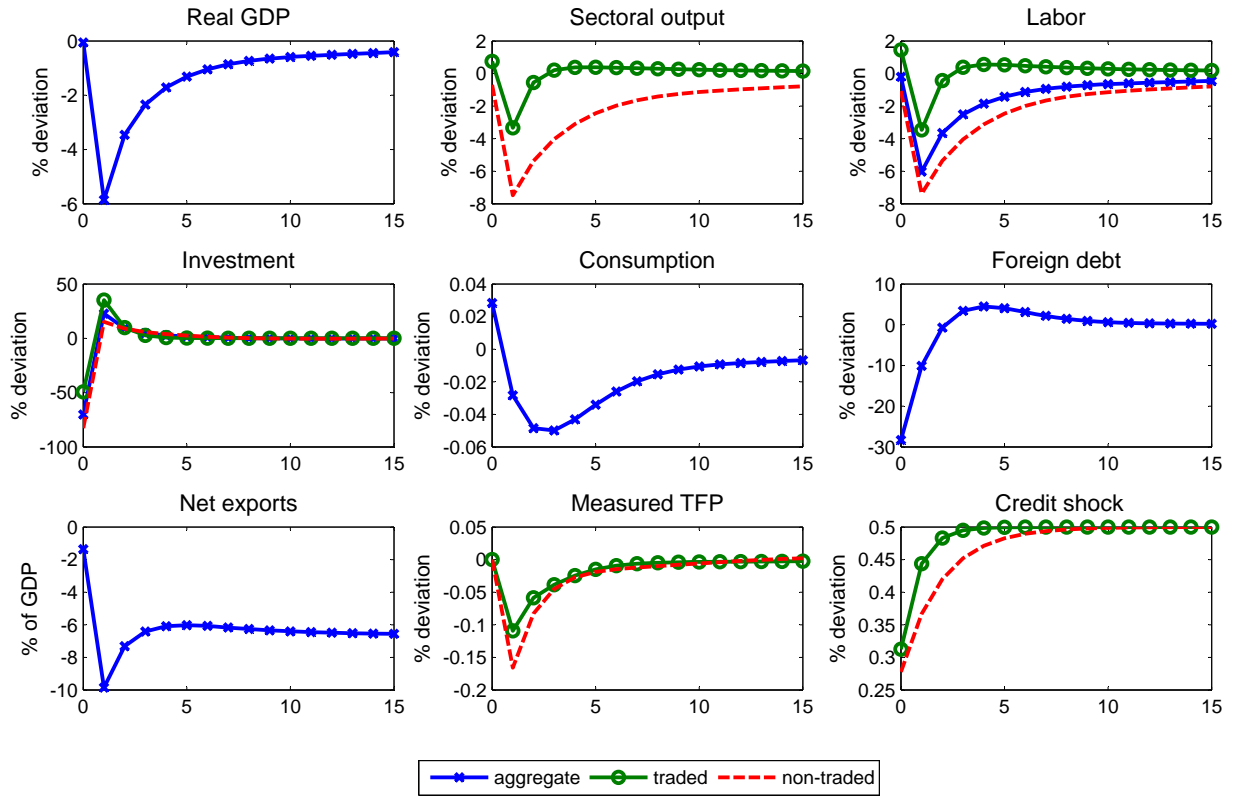 Real GDP
% deviation
0
-2
-4
-6
0 5 10 15
Sectoral output
% deviation
2
0
-2
-4
-6
-8
0 5 10 15
Labor
% deviation
2
0
-2
-4
-6
-8
0 5 10 15
Investment
% deviation
50
0
-50
-100
0 5 10 15
Consumption
% deviation
0.04
0.02
0
-0.02
-0.04
-0.06
0 5 10 15
Foreign debt
% deviation
10
0
-10
-20
-30
0 5 10 15
Net exports
% of GDP
0
-2
-4
-6
-8
-10
0 5 10 15
Measured TFP
% deviation
0.05
0
-0.05
-0.1
-0.15
-0.2
0 5 10 15
Credit shock
% deviation
0.5
0.45
0.4
0.35
0.3
0.25
0 5 10 15
aggregate traded non-traded